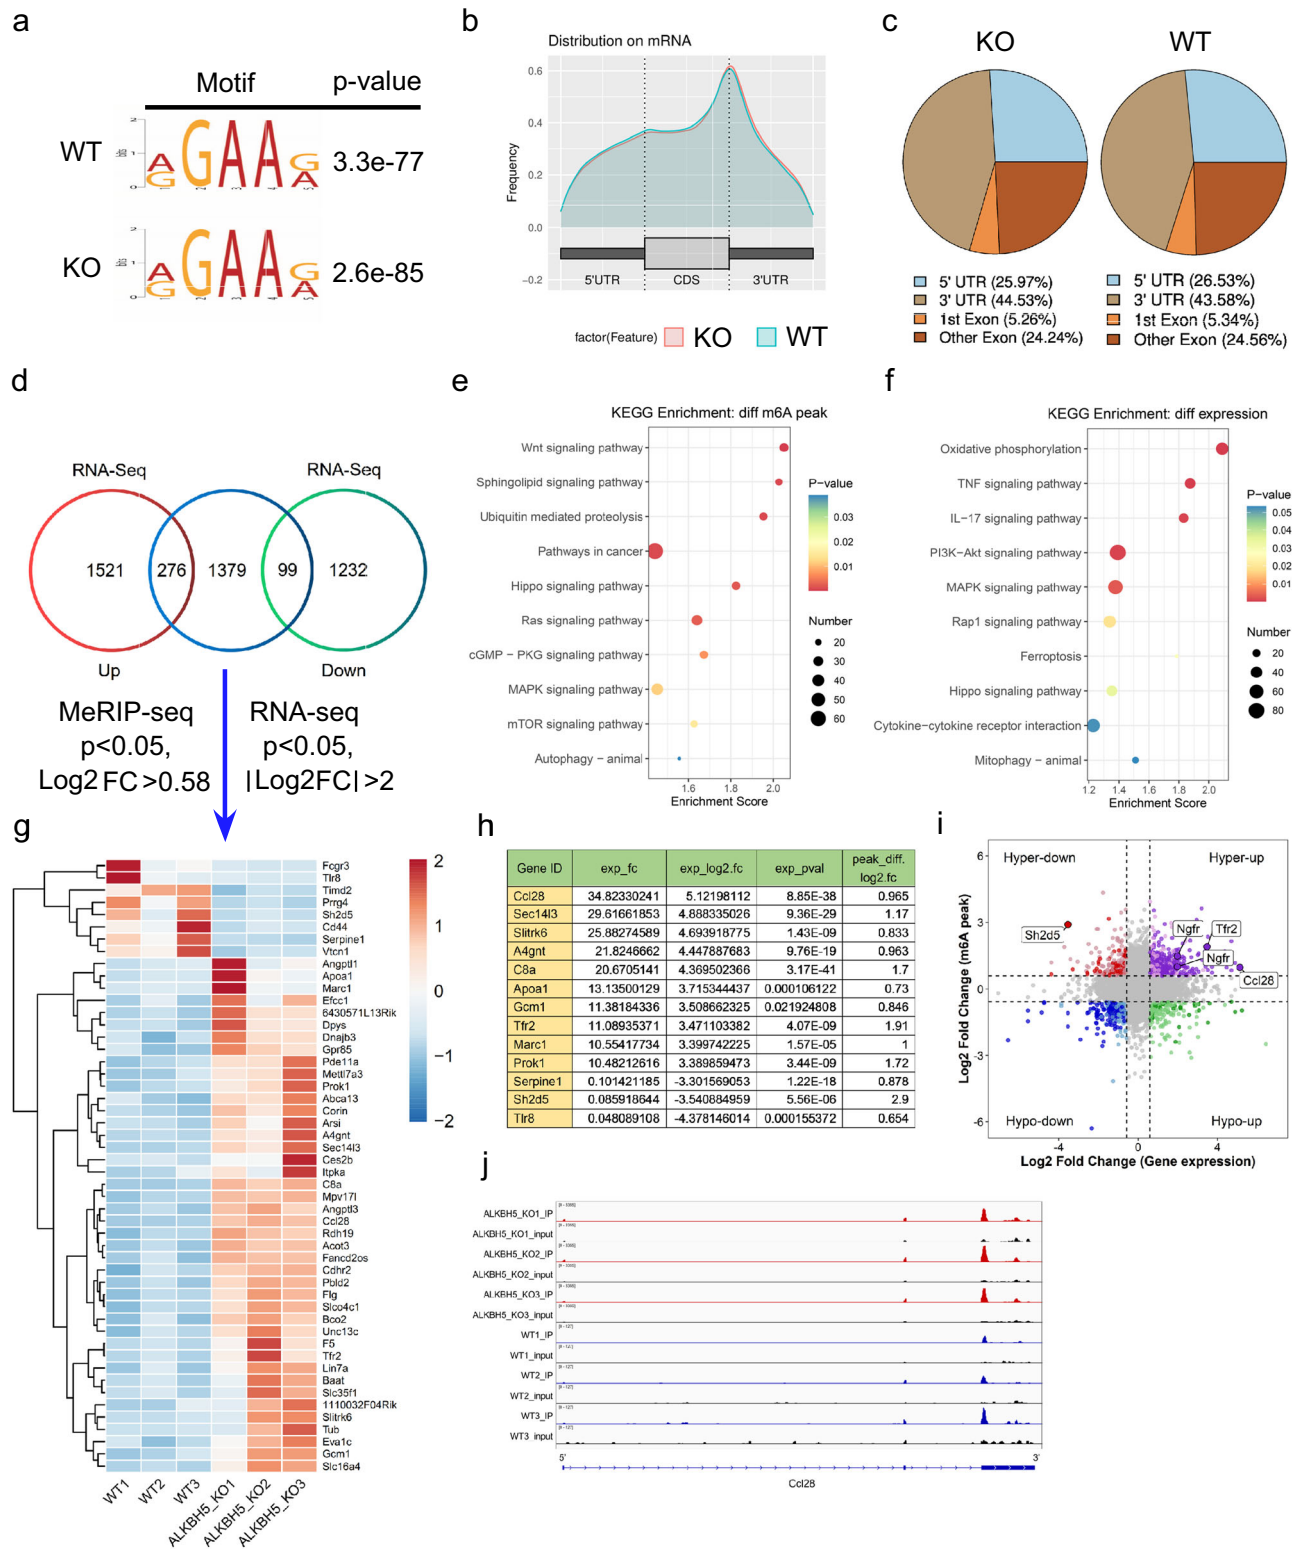 a
Motif p-value
WT
bits
2
1
0
AGAAG
G A
3.3e-77
KO
bits
2
1
0
AGAAG
G A
2.6e-85
b
Distribution on mRNA
Frequency
0.6
0.4
0.2
0.0
−0.2
5'UTR CDS 3'UTR
factor(Feature) KO WT
c
KO WT
5' UTR (25.97%)
3' UTR (44.53%)
1st Exon (5.26%)
Other Exon (24.24%)
5' UTR (26.53%)
3' UTR (43.58%)
1st Exon (5.34%)
Other Exon (24.56%)
d
RNA-Seq RNA-Seq
1521 276 1379 99 1232
Up Down
MeRIP-seq
p<0.05,
Log2 FC >0.58
RNA-seq
p<0.05,
|Log2FC| >2
e
KEGG Enrichment: diff m6A peak
Wnt signaling pathway
Sphingolipid signaling pathway
Ubiquitin mediated proteolysis
Pathways in cancer
Hippo signaling pathway
Ras signaling pathway
cGMP − PKG signaling pathway
MAPK signaling pathway
mTOR signaling pathway
Autophagy − animal
1.6 1.8 2.0
Enrichment Score
P−value
0.03
0.02
0.01
Number
20
30
40
50
60
f
KEGG Enrichment: diff expression
Oxidative phosphorylation
TNF signaling pathway
IL−17 signaling pathway
PI3K−Akt signaling pathway
MAPK signaling pathway
Rap1 signaling pathway
Ferroptosis
Hippo signaling pathway
Cytokine−cytokine receptor interaction
Mitophagy − animal
1.2 1.4 1.6 1.8 2.0
Enrichment Score
P−value
0.05
0.04
0.03
0.02
0.01
Number
20
40
60
80
g
Fcgr3
Tlr8
Timd2
Prrg4
Sh2d5
Cd44
Serpine1
Vtcn1
Angptl1
Apoa1
Marc1
Efcc1
6430571L13Rik
Dpys
Dnajb3
Gpr85
Pde11a
Mettl7a3
Prok1
Abca13
Corin
Arsi
A4gnt
Sec14l3
Ces2b
Itpka
C8a
Mpv17l
Angptl3
Ccl28
Rdh19
Acot3
Fancd2os
Cdhr2
Pbld2
Flg
Slco4c1
Bco2
Unc13c
F5
Tfr2
Lin7a
Baat
Slc35f1
1110032F04Rik
Slitrk6
Tub
Eva1c
Gcm1
Slc16a4
WT1 WT2 WT3 ALKBH5_KO1 ALKBH5_KO2 ALKBH5_KO3
2
1
0
−1
−2
h
Gene ID exp_fc exp_log2.fc exp_pval peak_diff.log2.fc
Ccl28 34.82330241 5.12198112 8.85E-38 0.965
Sec14l3 29.61661853 4.888335026 9.36E-29 1.17
Slitrk6 25.88274589 4.693918775 1.43E-09 0.833
A4gnt 21.8246662 4.447887683 9.76E-19 0.963
C8a 20.6705141 4.369502366 3.17E-41 1.7
Apoa1 13.13500129 3.715344437 0.000106122 0.73
Gcm1 11.38184336 3.508662325 0.021924808 0.846
Tfr2 11.08935371 3.471103382 4.07E-09 1.91
Marc1 10.55417734 3.399742225 1.57E-05 1
Prok1 10.48212616 3.389859473 3.44E-09 1.72
Serpine1 0.101421185 -3.301569053 1.22E-18 0.878
Sh2d5 0.085918644 -3.540884959 5.56E-06 2.9
Tlr8 0.048089108 -4.378146014 0.000155372 0.654
i
Hyper-down Hyper-up
Sh2d5
Ngfr
Tfr2
Ngfr
Ccl28
Hypo-down Hypo-up
Log2 Fold Change (m6A peak)
6
3
0
-3
-6
-4 0 4
Log2 Fold Change (Gene expression)
j
ALKBH5_KO1_IP
ALKBH5_KO1_input
ALKBH5_KO2_IP
ALKBH5_KO2_input
ALKBH5_KO3_IP
ALKBH5_KO3_input
WT1_IP
WT1_input
WT2_IP
WT2_input
WT3_IP
WT3_input
5' 3'
Ccl28